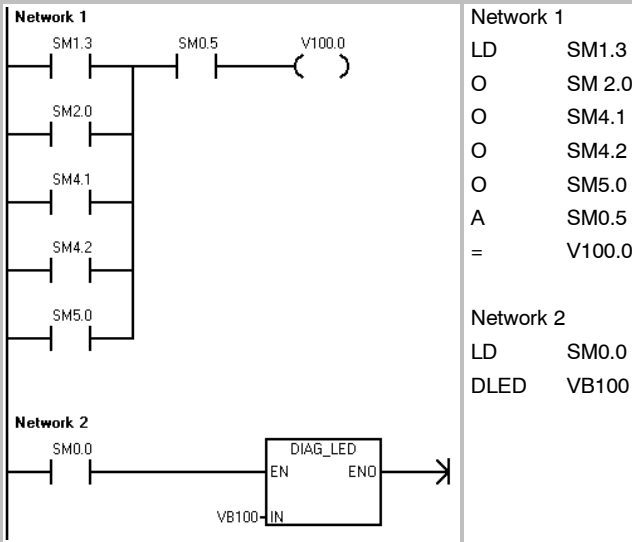 Network 1
SM1.3 SM0.5 V100.0
SM2.0
SM4.1
SM4.2
SM5.0
Network 2
SM0.0 DIAG_LED
EN ENO
VB100 IN
Network 1
LD SM1.3
O SM 2.0
O SM4.1
O SM4.2
O SM5.0
A SM0.5
= V100.0
Network 2
LD SM0.0
DLED VB100